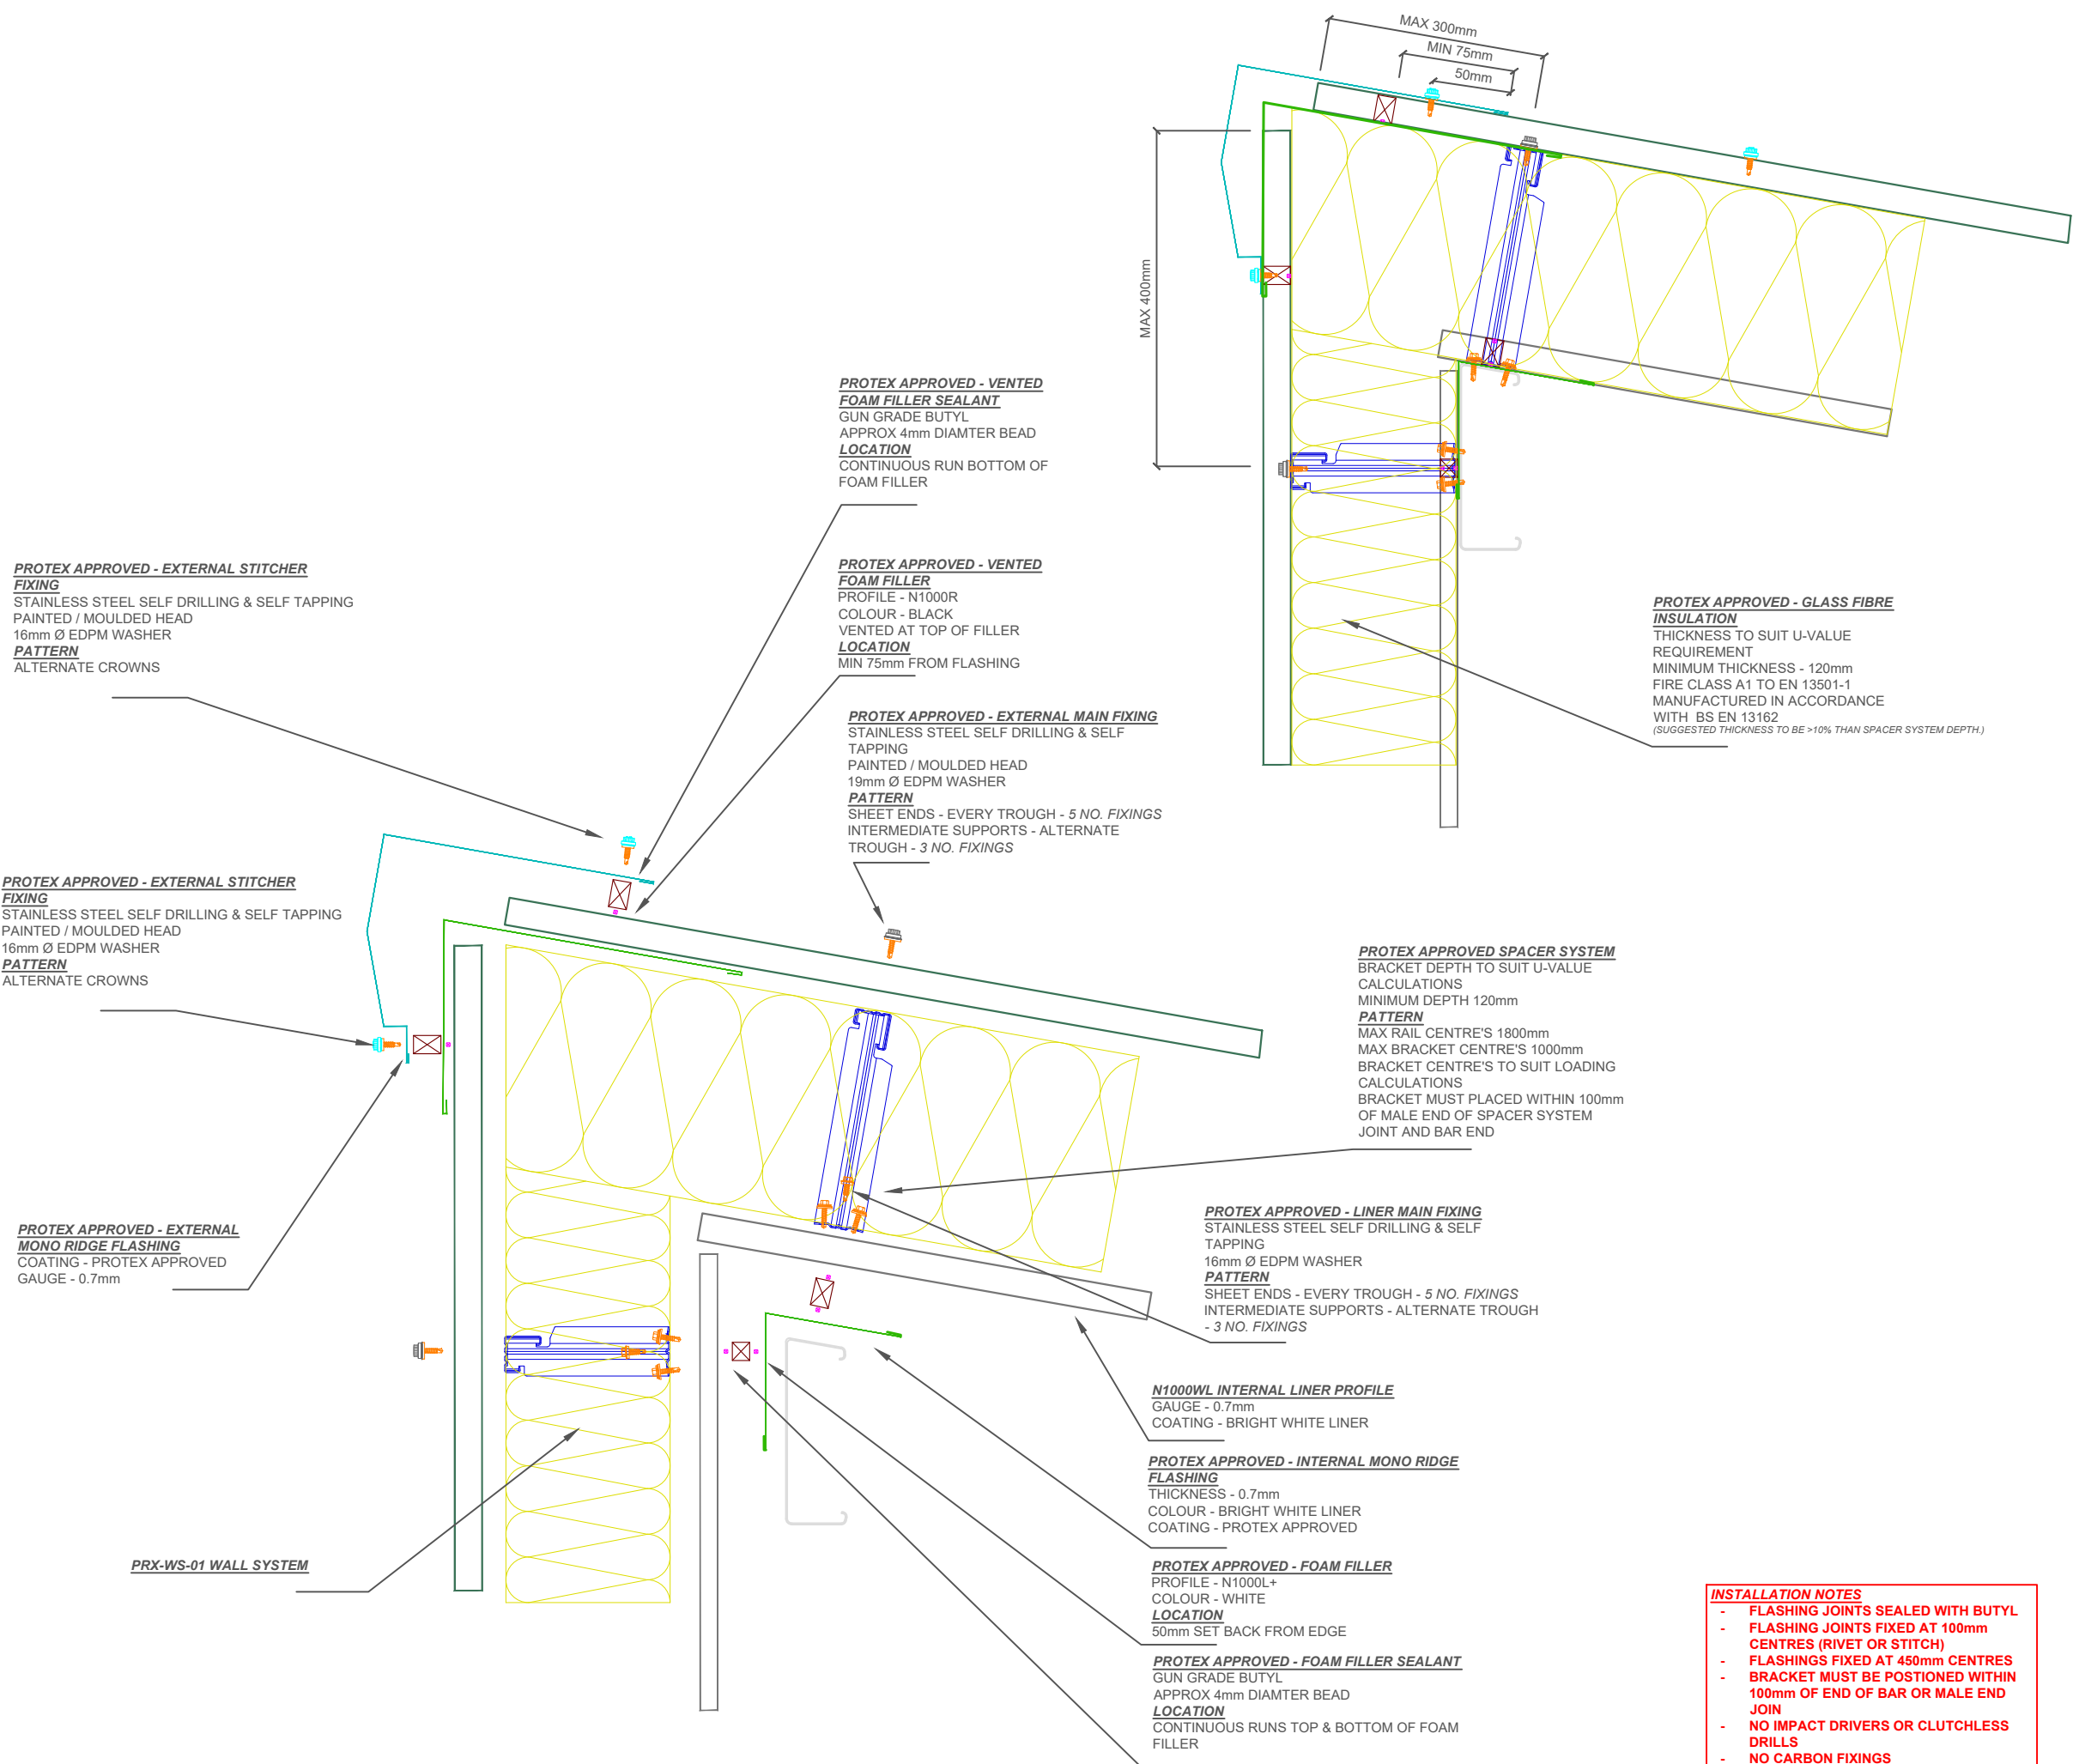 MAX 300mm
MIN 75mm
50mm
MAX 400mm
PROTEX APPROVED - VENTED
FOAM FILLER SEALANT
GUN GRADE BUTYL
APPROX 4mm DIAMTER BEAD
LOCATION
CONTINUOUS RUN BOTTOM OF
FOAM FILLER
PROTEX APPROVED - EXTERNAL STITCHER
FIXING
STAINLESS STEEL SELF DRILLING & SELF TAPPING
PAINTED / MOULDED HEAD
16mm Ø EDPM WASHER
PATTERN
ALTERNATE CROWNS
PROTEX APPROVED - VENTED
FOAM FILLER
PROFILE - N1000R
COLOUR - BLACK
VENTED AT TOP OF FILLER
LOCATION
MIN 75mm FROM FLASHING
PROTEX APPROVED - GLASS FIBRE
INSULATION
THICKNESS TO SUIT U-VALUE
REQUIREMENT
MINIMUM THICKNESS - 120mm
FIRE CLASS A1 TO EN 13501-1
MANUFACTURED IN ACCORDANCE
WITH BS EN 13162
(SUGGESTED THICKNESS TO BE >10% THAN SPACER SYSTEM DEPTH.)
PROTEX APPROVED - EXTERNAL MAIN FIXING
STAINLESS STEEL SELF DRILLING & SELF
TAPPING
PAINTED / MOULDED HEAD
19mm Ø EDPM WASHER
PATTERN
SHEET ENDS - EVERY TROUGH - 5 NO. FIXINGS
INTERMEDIATE SUPPORTS - ALTERNATE
TROUGH - 3 NO. FIXINGS
PROTEX APPROVED - EXTERNAL STITCHER
FIXING
STAINLESS STEEL SELF DRILLING & SELF TAPPING
PAINTED / MOULDED HEAD
16mm Ø EDPM WASHER
PATTERN
ALTERNATE CROWNS
PROTEX APPROVED SPACER SYSTEM
BRACKET DEPTH TO SUIT U-VALUE
CALCULATIONS
MINIMUM DEPTH 120mm
PATTERN
MAX RAIL CENTRE'S 1800mm
MAX BRACKET CENTRE'S 1000mm
BRACKET CENTRE'S TO SUIT LOADING
CALCULATIONS
BRACKET MUST PLACED WITHIN 100mm
OF MALE END OF SPACER SYSTEM
JOINT AND BAR END
PROTEX APPROVED - EXTERNAL
MONO RIDGE FLASHING
COATING - PROTEX APPROVED
GAUGE - 0.7mm
PROTEX APPROVED - LINER MAIN FIXING
STAINLESS STEEL SELF DRILLING & SELF
TAPPING
16mm Ø EDPM WASHER
PATTERN
SHEET ENDS - EVERY TROUGH - 5 NO. FIXINGS
INTERMEDIATE SUPPORTS - ALTERNATE TROUGH
- 3 NO. FIXINGS
N1000WL INTERNAL LINER PROFILE
GAUGE - 0.7mm
COATING - BRIGHT WHITE LINER
PROTEX APPROVED - INTERNAL MONO RIDGE
FLASHING
THICKNESS - 0.7mm
COLOUR - BRIGHT WHITE LINER
COATING - PROTEX APPROVED
PRX-WS-01 WALL SYSTEM
PROTEX APPROVED - FOAM FILLER
PROFILE - N1000L+
COLOUR - WHITE
LOCATION
50mm SET BACK FROM EDGE
PROTEX APPROVED - FOAM FILLER SEALANT
GUN GRADE BUTYL
APPROX 4mm DIAMTER BEAD
LOCATION
CONTINUOUS RUNS TOP & BOTTOM OF FOAM
FILLER
INSTALLATION NOTES
- FLASHING JOINTS SEALED WITH BUTYL
- FLASHING JOINTS FIXED AT 100mm
CENTRES (RIVET OR STITCH)
- FLASHINGS FIXED AT 450mm CENTRES
- BRACKET MUST BE POSTIONED WITHIN
100mm OF END OF BAR OR MALE END
JOIN
- NO IMPACT DRIVERS OR CLUTCHLESS
DRILLS
- NO CARBON FIXINGS